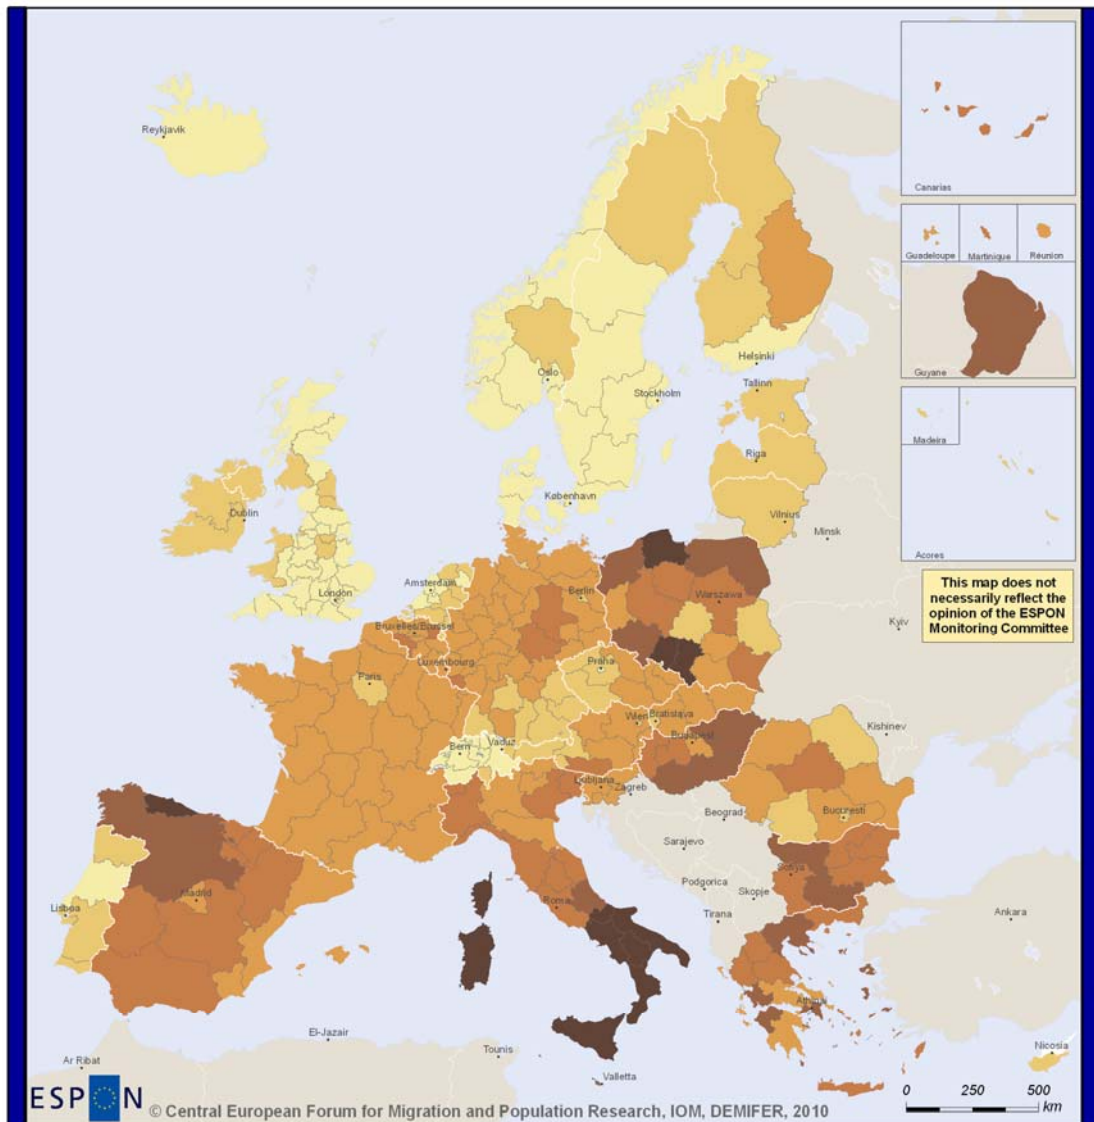 Reykjavik
Canarias
Guadeloupe
Martinique
Réunion
Guyane
Oslo
Helsinki
Stockholm
Tallinn
Madeira
Riga
Dublin
København
Vilnius
Minsk
Acores
London
Amsterdam
Berlin
Warszawa
This map does not
necessarily reflect the
opinion of the ESPON
Monitoring Committee
Bruxelles/Brussel
Kyiv
Luxembourg
Praha
Paris
Wien
Bratislava
Kishinev
Bern
Vaduz
Budapest
Ljubljana
Zagreb
Beograd
Bucuresti
Sarajevo
Sofiya
Podgorica
Skopje
Madrid
Roma
Tirana
Lisboa
Ankara
Athinai
El-Jazair
Tounis
Nicosia
Ar Ribat
Valletta
0 250 500
km
ESPON
© Central European Forum for Migration and Population Research, IOM, DEMIFER, 2010